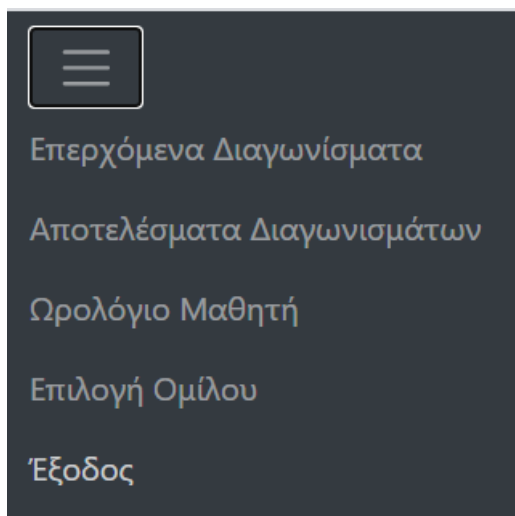 Επερχόμενα Διαγωνίσματα
Αποτελέσματα Διαγωνισμάτων
Ωρολόγιο Μαθητή
Επιλογή Ομίλου
Έξοδος